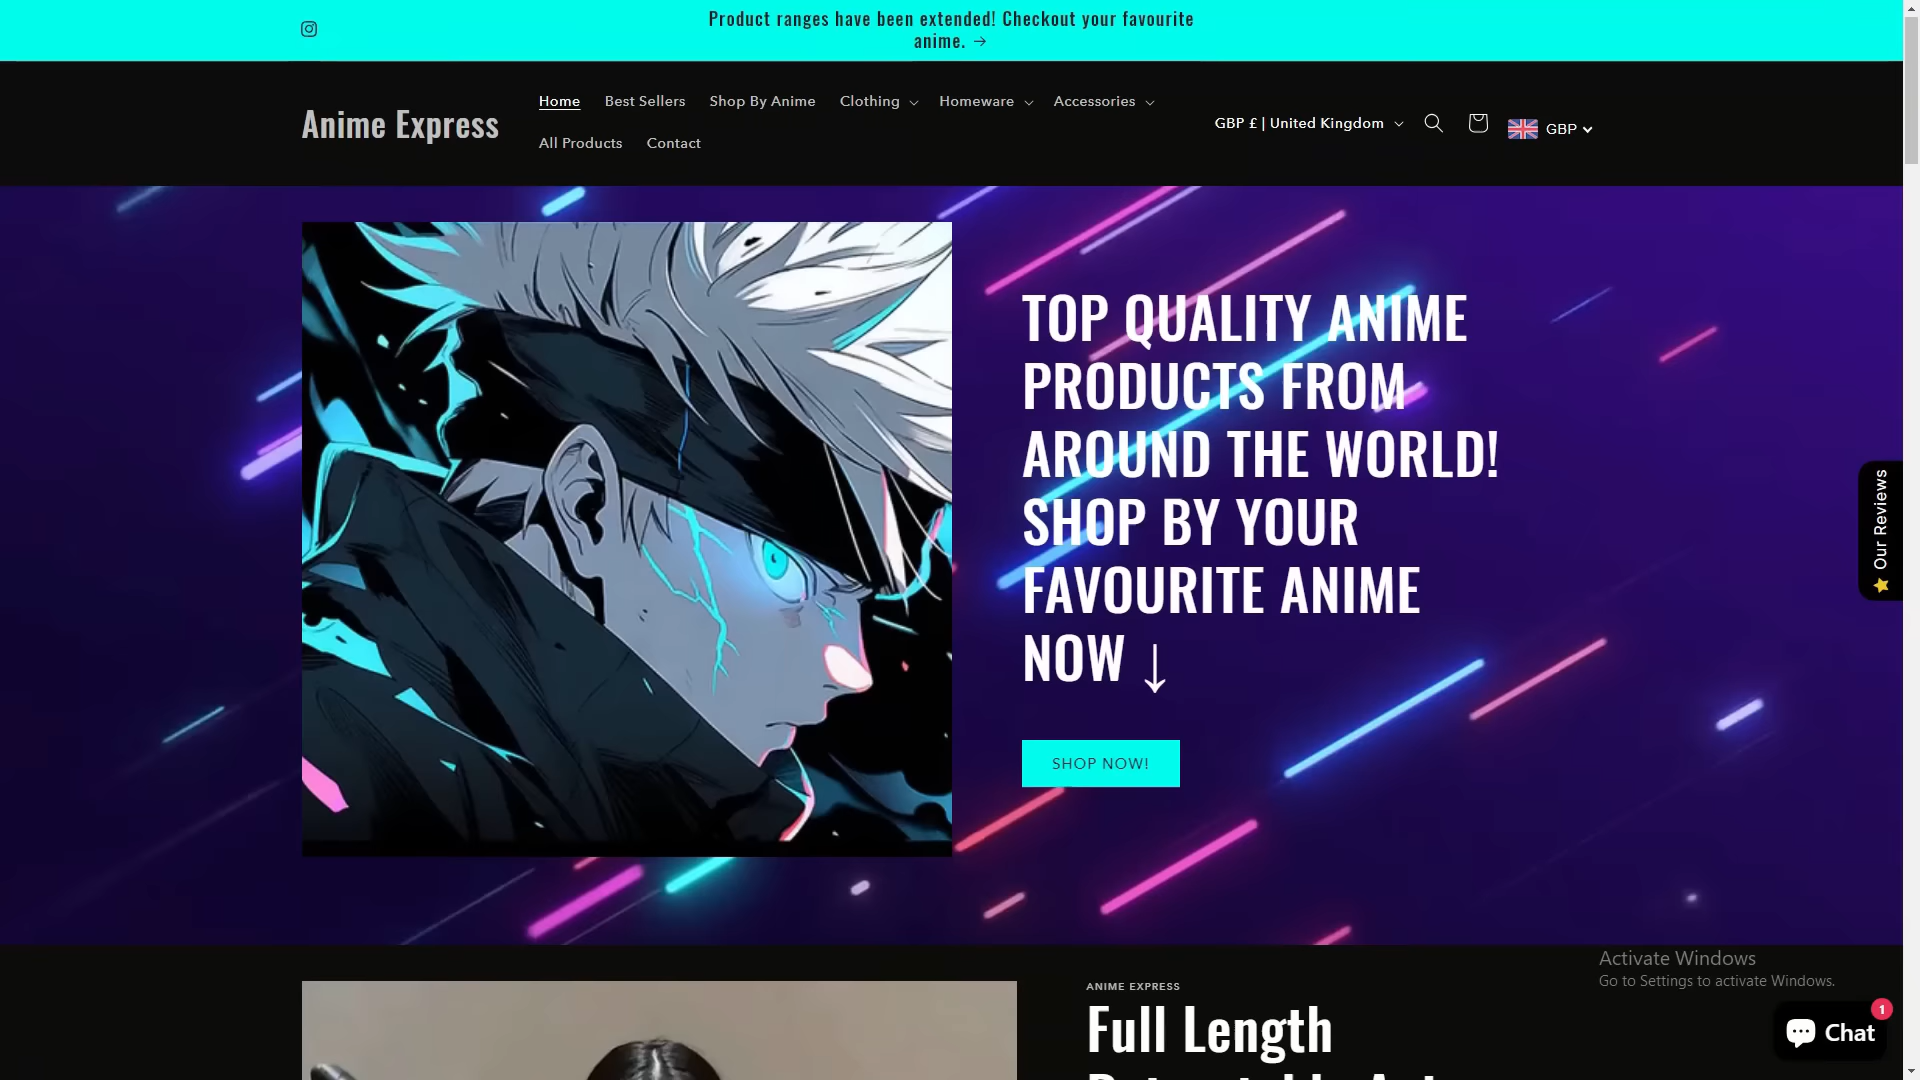 Product ranges have been extended! Checkout your favourite
anime. →
Anime Express
Home Best Sellers Shop By Anime Clothing Homeware Accessories
All Products Contact
GBP £ | United Kingdom
GBP
TOP QUALITY ANIME
PRODUCTS FROM
AROUND THE WORLD!
SHOP BY YOUR
FAVOURITE ANIME
NOW ↓
SHOP NOW!
Our Reviews
Activate Windows
Go to Settings to activate Windows.
ANIME EXPRESS
Full Length
1
Chat